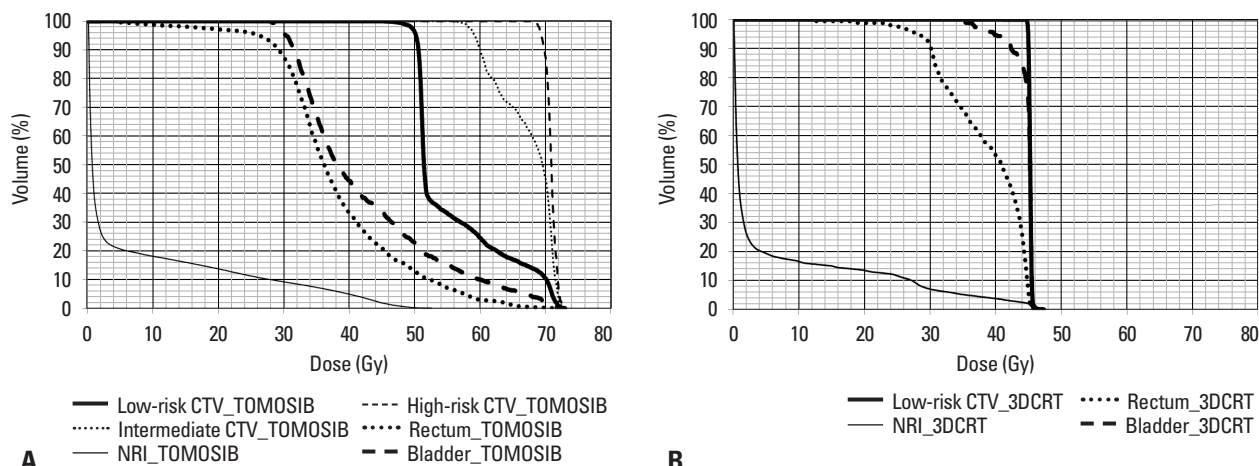 100
90
80
70
60
50
40
30
20
10
0
Volume (%)
0 10 20 30 40 50 60 70 80
Dose (Gy)
Low-risk CTV_TOMOSIB
High-risk CTV_TOMOSIB
Intermediate CTV_TOMOSIB
Rectum_TOMOSIB
NRI_TOMOSIB
Bladder_TOMOSIB
A
100
90
80
70
60
50
40
30
20
10
0
Volume (%)
0 10 20 30 40 50 60 70 80
Dose (Gy)
Low-risk CTV_3DCRT
Rectum_3DCRT
NRI_3DCRT
Bladder_3DCRT
B